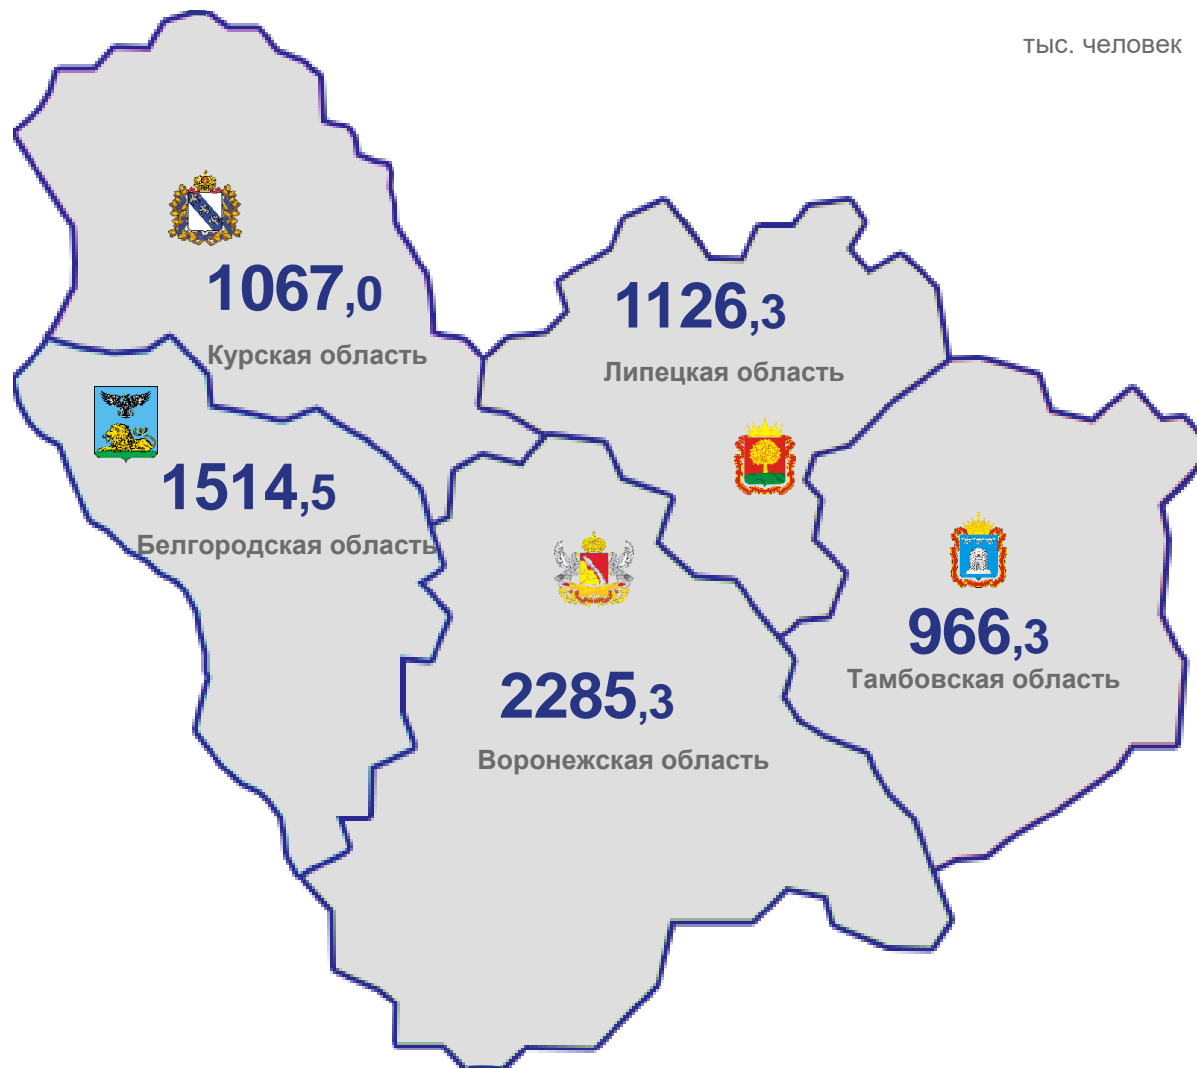 тыс. человек
1067,0
Курская область
1126,3
Липецкая область
1514,5
Белгородская область
966,3
Тамбовская область
2285,3
Воронежская область